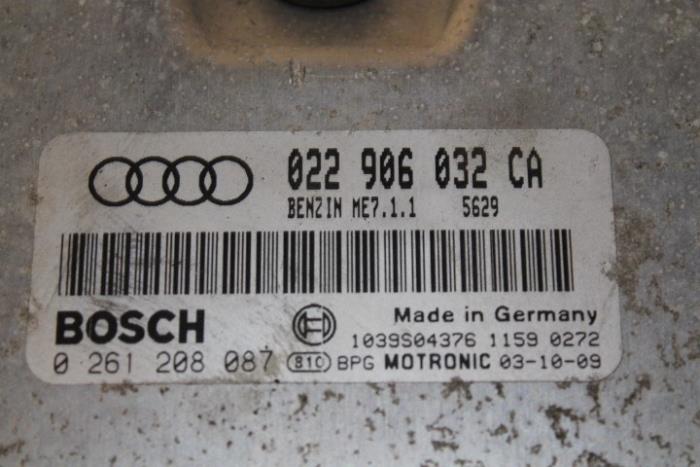 022 906 032 CA
BENZIN ME7.1.1 5629
BOSCH
Made in Germany
1039S04376 1159 0272
0 261 208 087 810 BPG MOTRONIC 03-10-09